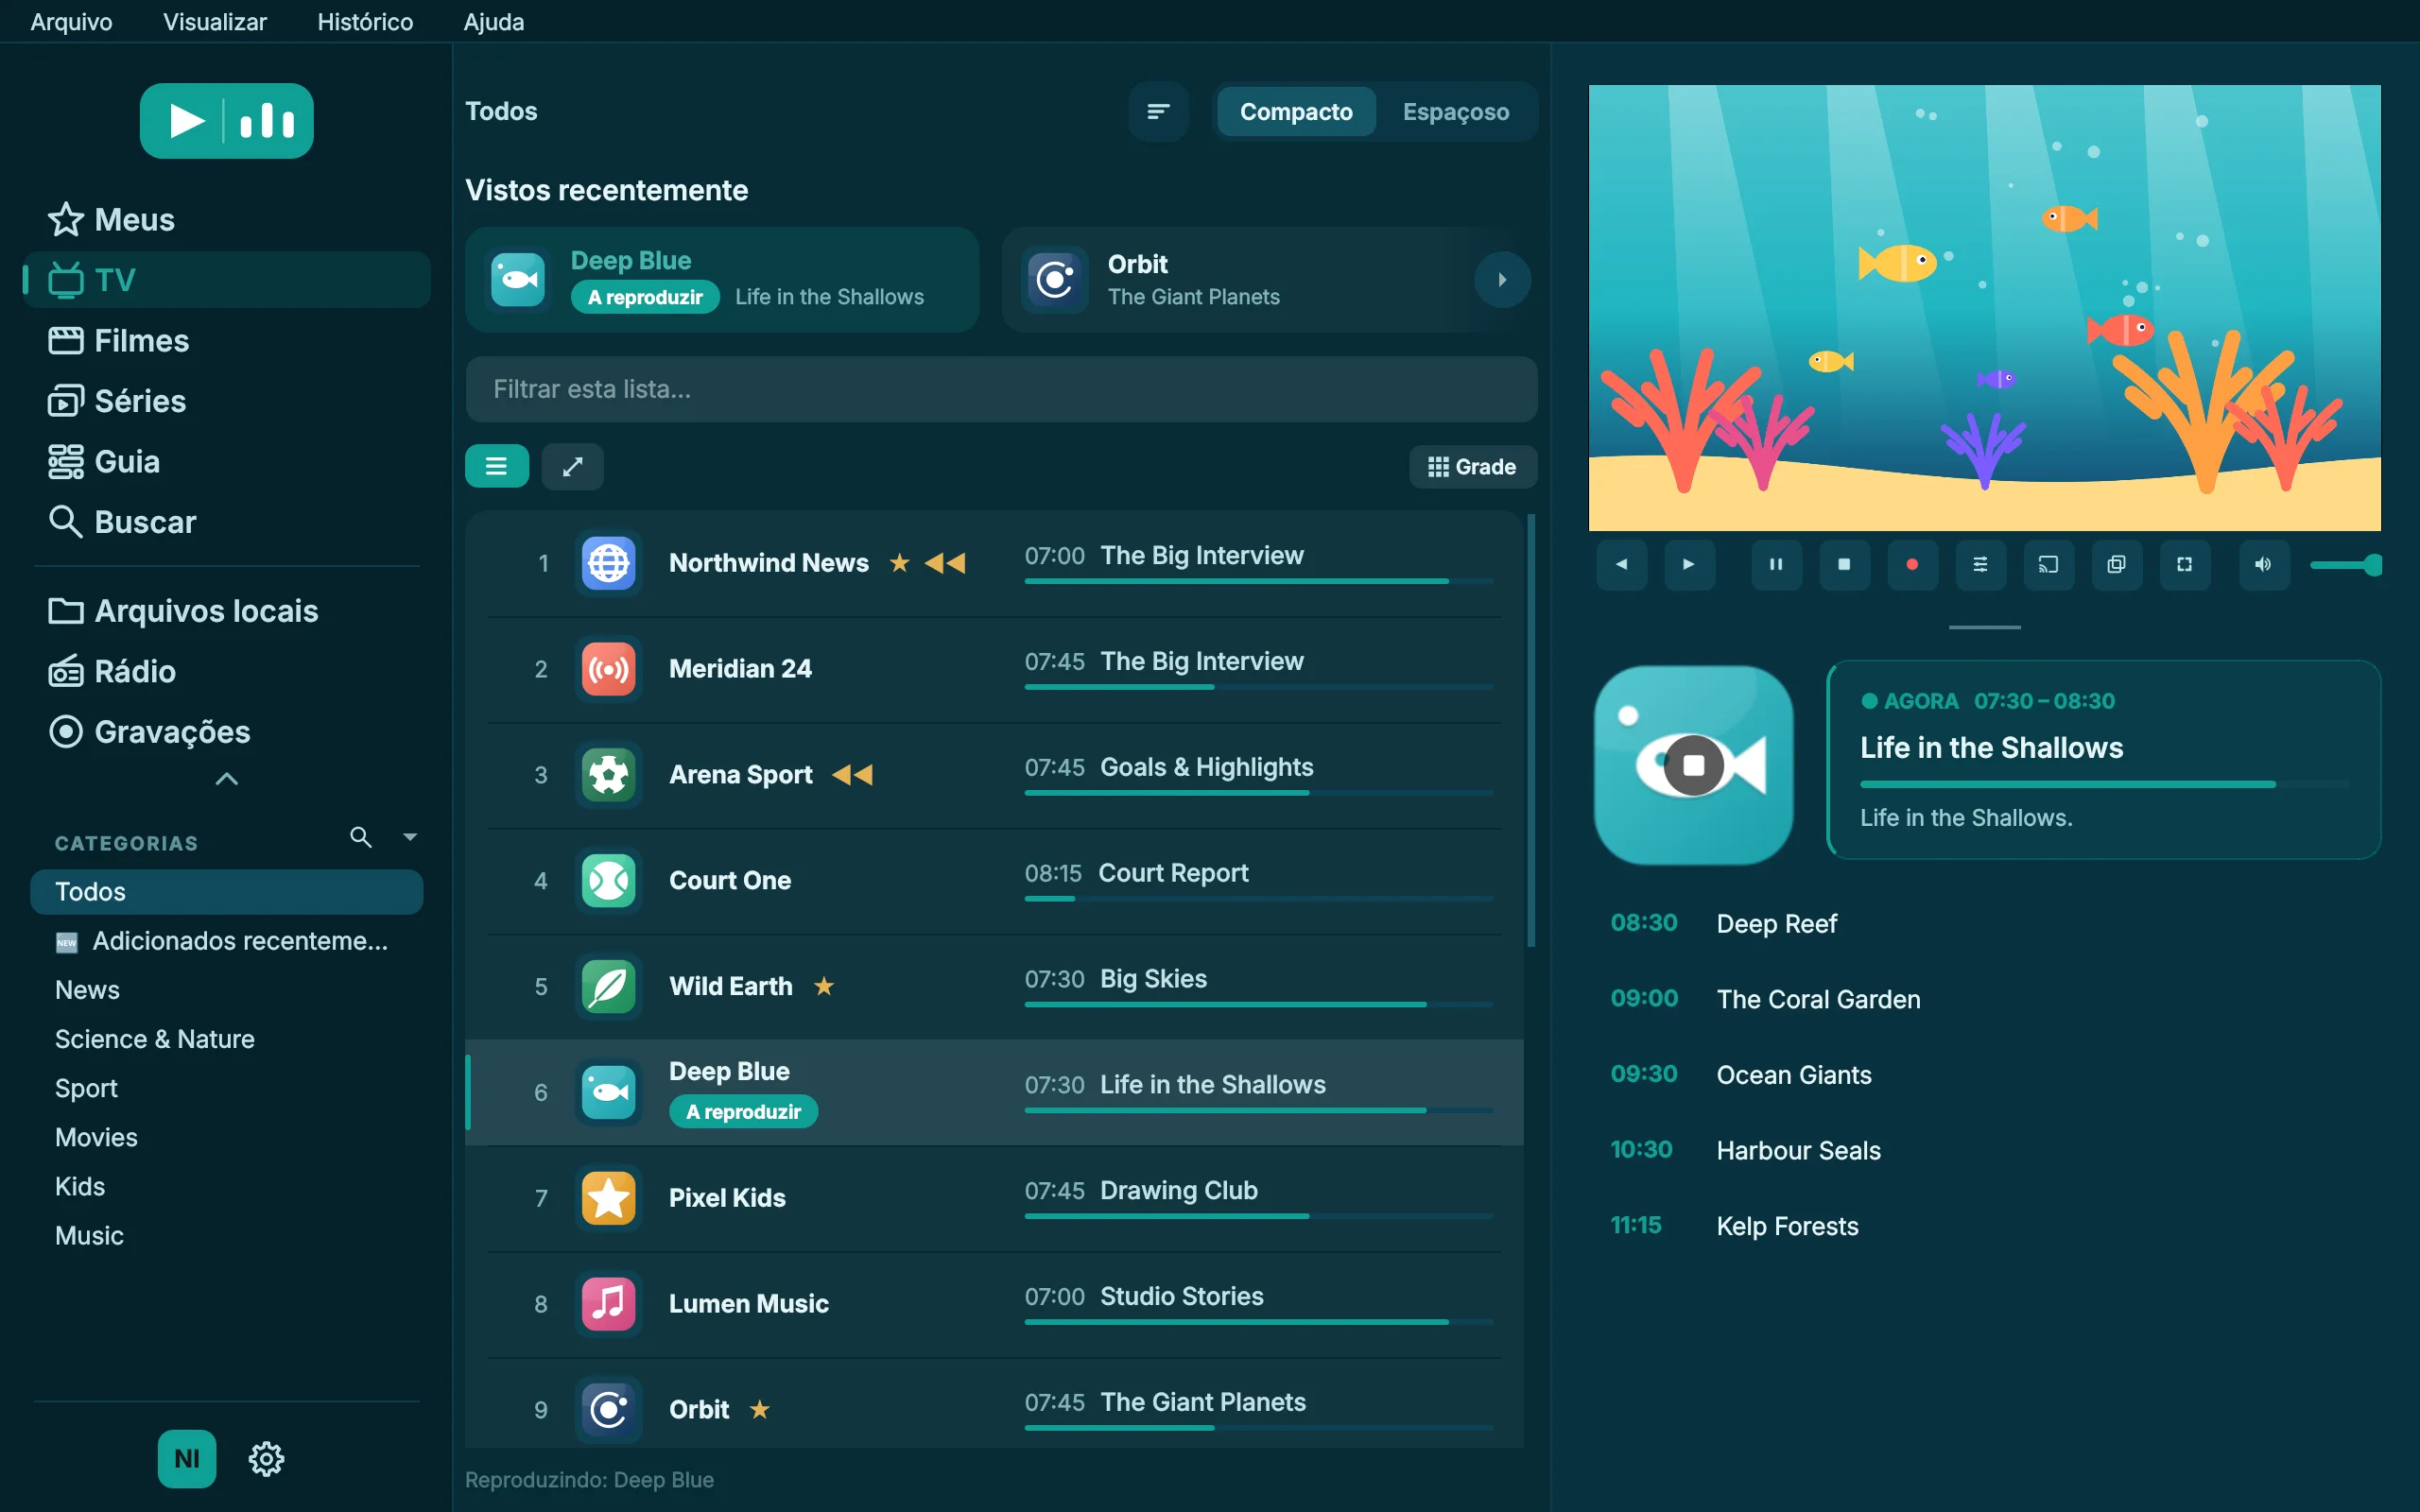 Arquivo Visualizar Histórico Ajuda
Meus
TV
Filmes
Séries
Guia
Buscar
Arquivos locais
Rádio
Gravações
CATEGORIAS
Todos
NEW Adicionados recenteme...
News
Science & Nature
Sport
Movies
Kids
Music
NI
Todos
Compacto Espaçoso
Vistos recentemente
Deep Blue
A reproduzir Life in the Shallows
Orbit
The Giant Planets
Filtrar esta lista...
Grade
1 Northwind News 07:00 The Big Interview
2 Meridian 24 07:45 The Big Interview
3 Arena Sport 07:45 Goals & Highlights
4 Court One 08:15 Court Report
5 Wild Earth 07:30 Big Skies
6 Deep Blue 07:30 Life in the Shallows
A reproduzir
7 Pixel Kids 07:45 Drawing Club
8 Lumen Music 07:00 Studio Stories
9 Orbit 07:45 The Giant Planets
Reproduzindo: Deep Blue
AGORA 07:30 – 08:30
Life in the Shallows
Life in the Shallows.
08:30 Deep Reef
09:00 The Coral Garden
09:30 Ocean Giants
10:30 Harbour Seals
11:15 Kelp Forests